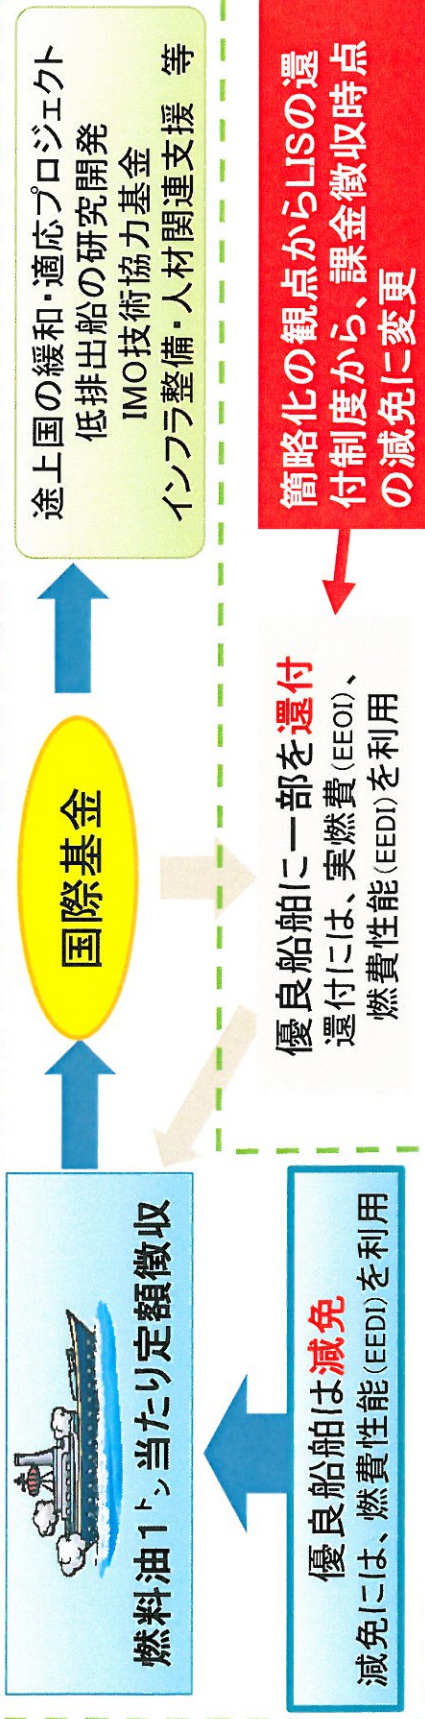 燃料油1㌧当たり定額徴収
国際基金
途上国の緩和・適応プロジェクト
低排出船の研究開発
IMO技術協力基金
インフラ整備・人材関連支援 等
優良船舶は減免
減免には、燃費性能(EEDI)を利用
優良船舶に一部を還付
還付には、実燃費(EEOI)、
燃費性能(EEDI)を利用
簡略化の観点からLISの還
付制度から、課金徴収時点
の減免に変更